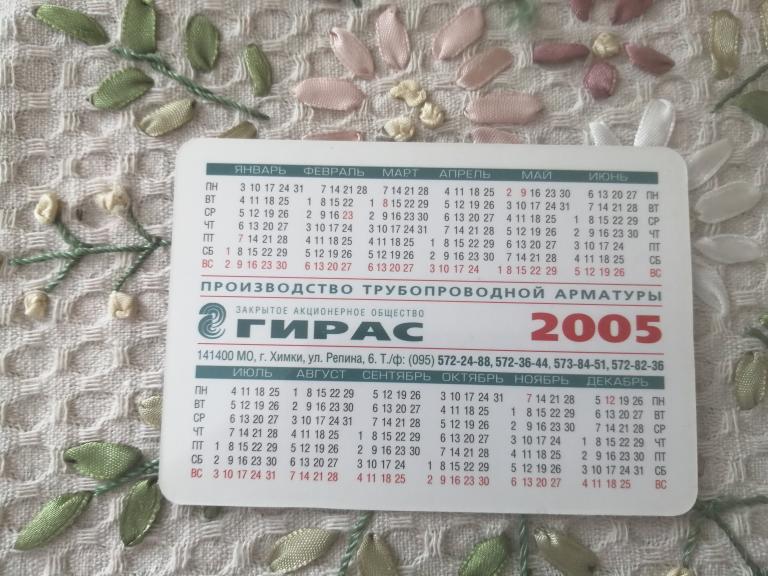 ЯНВАРЬ ФЕВРАЛЬ МАРТ АПРЕЛЬ МАЙ ИЮНЬ
ПН 3 10 17 24 31 7 14 21 28 7 14 21 28 4 11 18 25 2 9 16 23 30 6 13 20 27 ПН
ВТ 4 11 18 25 1 8 15 22 1 8 15 22 29 5 12 19 26 3 10 17 24 31 7 14 21 28 ВТ
СР 5 12 19 26 2 9 16 23 2 9 16 23 30 6 13 20 27 4 11 18 25 1 8 15 22 29 СР
ЧТ 6 13 20 27 3 10 17 24 3 10 17 24 31 7 14 21 28 5 12 19 26 2 9 16 23 30 ЧТ
ПТ 7 14 21 28 4 11 18 25 4 11 18 25 1 8 15 22 29 6 13 20 27 3 10 17 24 ПТ
СБ 1 8 15 22 29 5 12 19 26 5 12 19 26 2 9 16 23 30 7 14 21 28 4 11 18 25 СБ
ВС 2 9 16 23 30 6 13 20 27 6 13 20 27 3 10 17 24 1 8 15 22 29 5 12 19 26 ВС
ПРОИЗВОДСТВО ТРУБОПРОВОДНОЙ АРМАТУРЫ
ЗАКРЫТОЕ АКЦИОНЕРНОЕ ОБЩЕСТВО
ГИРАС 2005
141400 МО, г. Химки, ул. Репина, 6. Т./ф: (095) 572-24-88, 572-36-44, 573-84-51, 572-82-36
ИЮЛЬ АВГУСТ СЕНТЯБРЬ ОКТЯБРЬ НОЯБРЬ ДЕКАБРЬ
ПН 4 11 18 25 1 8 15 22 29 5 12 19 26 3 10 17 24 31 7 14 21 28 5 12 19 26 ПН
ВТ 5 12 19 26 2 9 16 23 30 6 13 20 27 4 11 18 25 1 8 15 22 29 6 13 20 27 ВТ
СР 6 13 20 27 3 10 17 24 31 7 14 21 28 5 12 19 26 2 9 16 23 30 7 14 21 28 СР
ЧТ 7 14 21 28 4 11 18 25 1 8 15 22 29 6 13 20 27 3 10 17 24 1 8 15 22 29 ЧТ
ПТ 1 8 15 22 29 5 12 19 26 2 9 16 23 30 7 14 21 28 4 11 18 25 2 9 16 23 30 ПТ
СБ 2 9 16 23 30 6 13 20 27 3 10 17 24 1 8 15 22 29 5 12 19 26 3 10 17 24 31 СБ
ВС 3 10 17 24 31 7 14 21 28 4 11 18 25 2 9 16 23 30 6 13 20 27 4 11 18 25 ВС